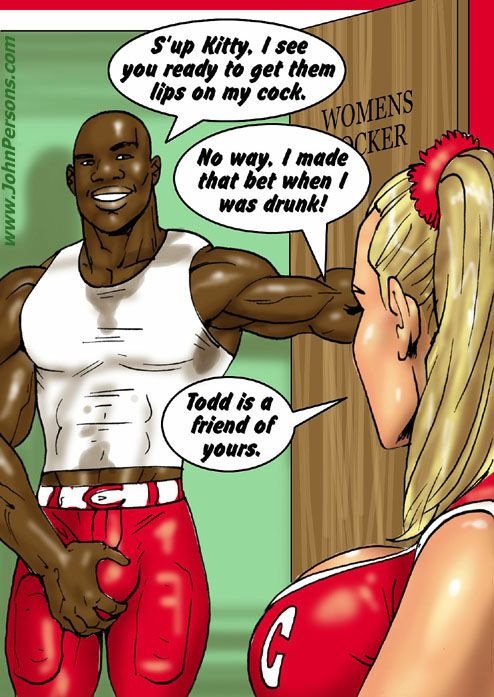 www.JohnPersons.com
S'up Kitty, I see
you ready to get them
lips on my cock.
WOMENS
No way, I made
that bet when I
was drunk!
CKER
Todd is a
friend of
yours.
C
C